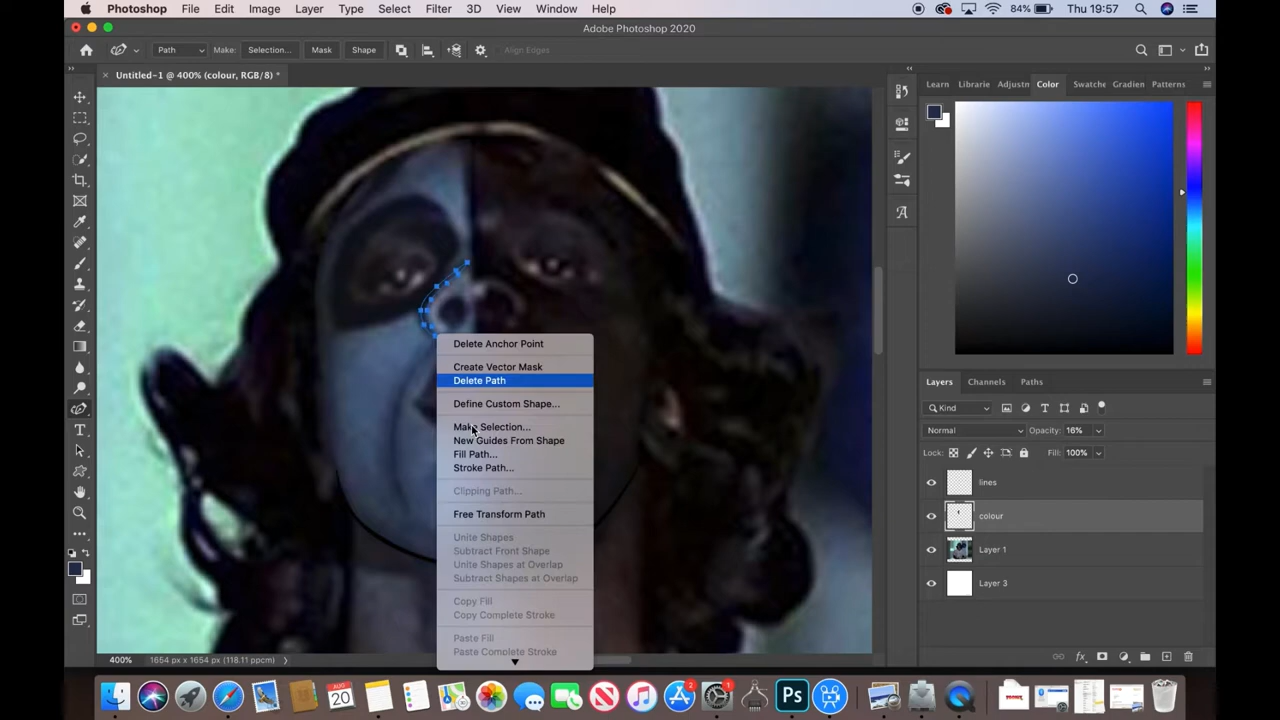 Photoshop File Edit Image Layer Type Select Filter 3D View Window Help 84% Thu 19:57
Adobe Photoshop 2020
Path Make: Selection... Mask Shape Align Edges
Untitled-1 @ 400% (colour, RGB/8) *
Learn Librarie Adjustm Color Swatche Gradien Patterns
Delete Anchor Point
Create Vector Mask
Delete Path
Define Custom Shape...
Make Selection...
New Guides From Shape
Fill Path...
Stroke Path...
Clipping Path...
Free Transform Path
Unite Shapes
Subtract Front Shape
Unite Shapes at Overlap
Subtract Shapes at Overlap
Copy Fill
Copy Complete Stroke
Paste Fill
Paste Complete Stroke
Layers Channels Paths
Kind
Normal Opacity: 16%
Lock: Fill: 100%
lines
colour
Layer 1
Layer 3
400% 1654 px x 1654 px (118.11 ppcm)
AUG
20
2
1
Ps